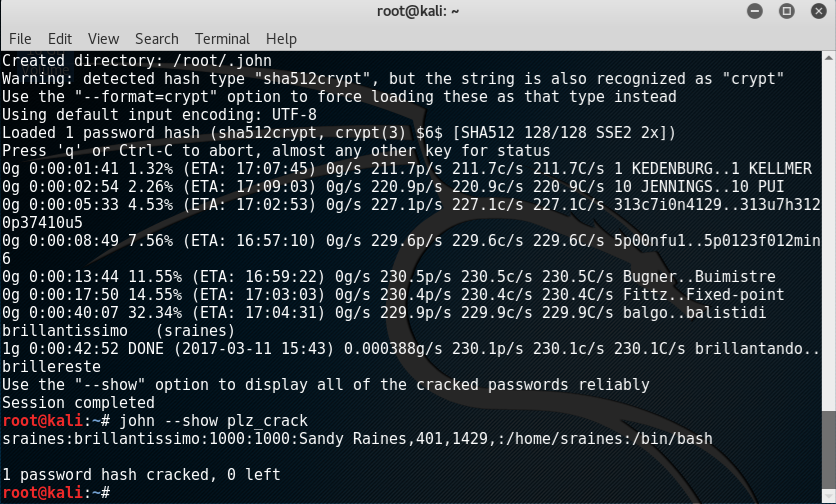 root@kali: ~
File Edit View Search Terminal Help
Created directory: /root/.john
Warning: detected hash type "sha512crypt", but the string is also recognized as "crypt"
Use the "--format=crypt" option to force loading these as that type instead
Using default input encoding: UTF-8
Loaded 1 password hash (sha512crypt, crypt(3) $6$ [SHA512 128/128 SSE2 2x])
Press 'q' or Ctrl-C to abort, almost any other key for status
0g 0:00:01:41 1.32% (ETA: 17:07:45) 0g/s 211.7p/s 211.7c/s 211.7C/s 1 KEDENBURG..1 KELLMER
0g 0:00:02:54 2.26% (ETA: 17:09:03) 0g/s 220.9p/s 220.9c/s 220.9C/s 10 JENNINGS..10 PUI
0g 0:00:05:33 4.53% (ETA: 17:02:53) 0g/s 227.1p/s 227.1c/s 227.1C/s 313c7i0n4129..313u7h312
0p37410u5
0g 0:00:08:49 7.56% (ETA: 16:57:10) 0g/s 229.6p/s 229.6c/s 229.6C/s 5p00nfu1..5p0123f012min
6
0g 0:00:13:44 11.55% (ETA: 16:59:22) 0g/s 230.5p/s 230.5c/s 230.5C/s Bugner..Buimistre
0g 0:00:17:50 14.55% (ETA: 17:03:03) 0g/s 230.4p/s 230.4c/s 230.4C/s Fittz..Fixed-point
0g 0:00:40:07 32.34% (ETA: 17:04:31) 0g/s 229.9p/s 229.9c/s 229.9C/s balgo..balistidi
brillantissimo (sraines)
1g 0:00:42:52 DONE (2017-03-11 15:43) 0.000388g/s 230.1p/s 230.1c/s 230.1C/s brillantando..
brillereste
Use the "--show" option to display all of the cracked passwords reliably
Session completed
root@kali:~# john --show plz_crack
sraines:brillantissimo:1000:1000:Sandy Raines,401,1429,:/home/sraines:/bin/bash
1 password hash cracked, 0 left
root@kali:~#